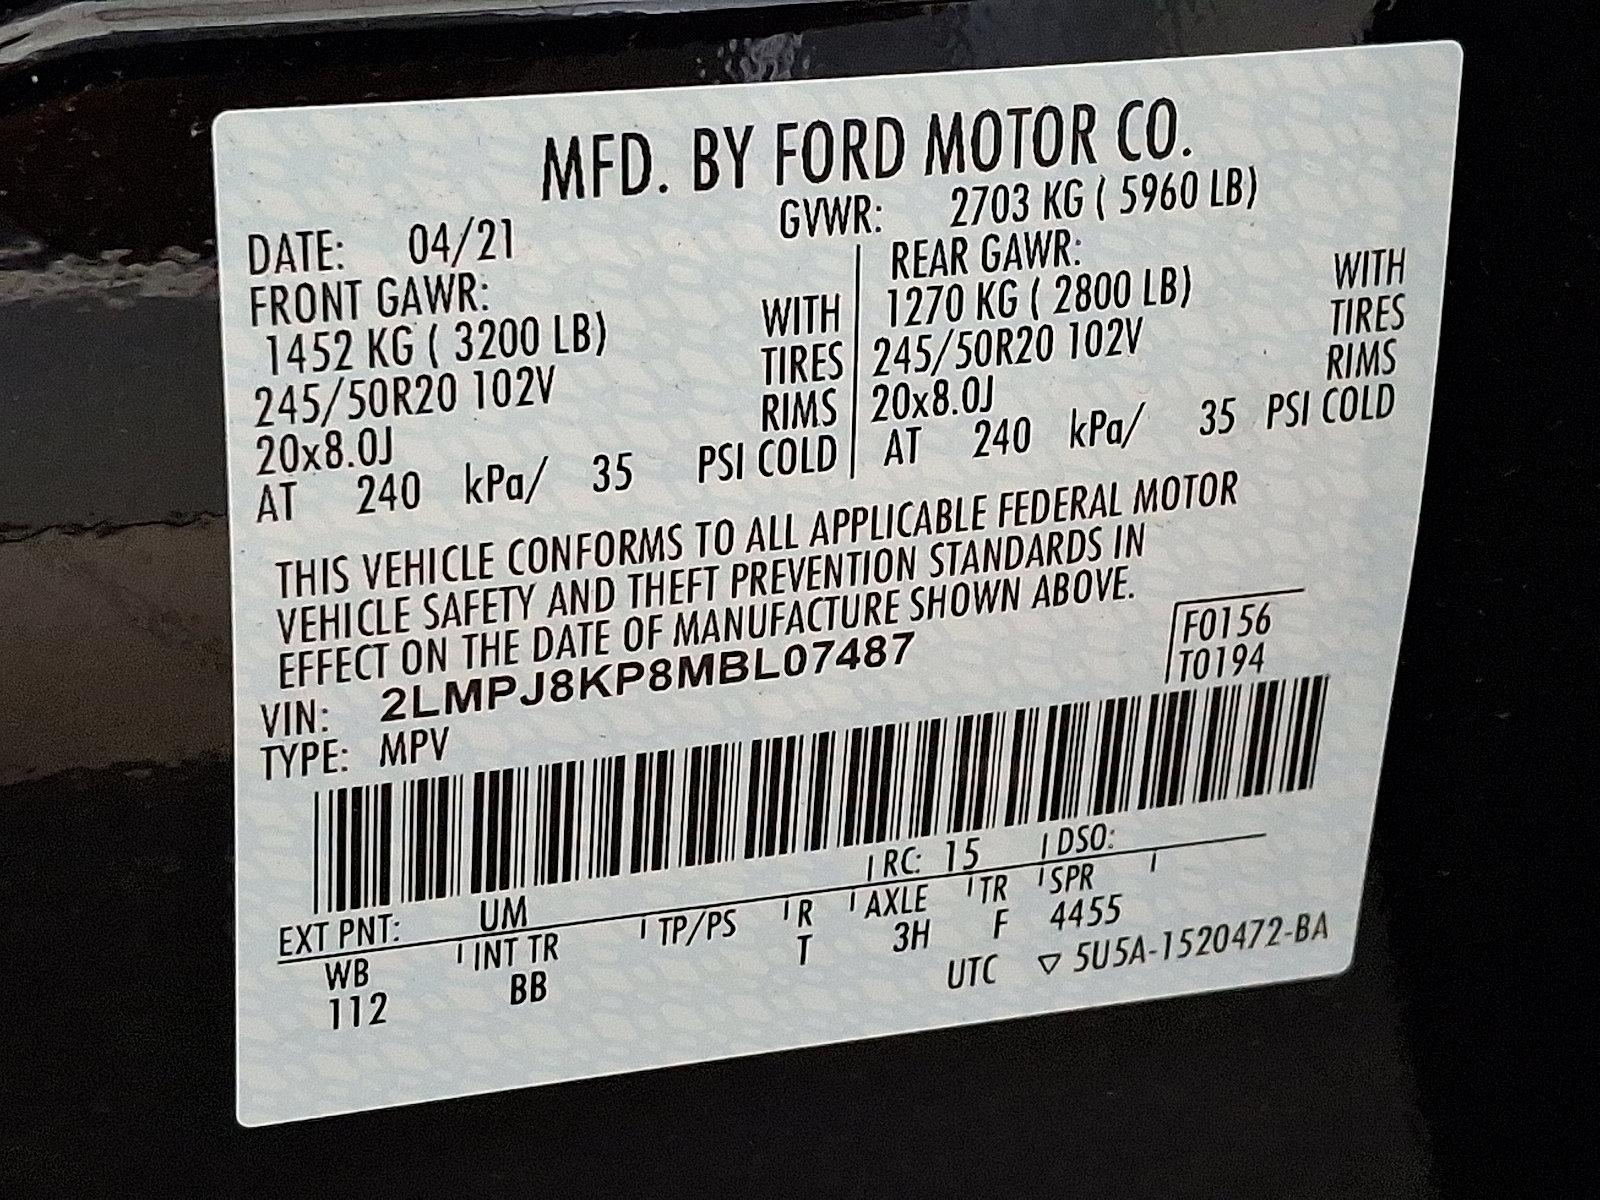 MFD. BY FORD MOTOR CO.
DATE: 04/21 GVWR: 2703 KG ( 5960 LB)
FRONT GAWR: REAR GAWR:
1452 KG ( 3200 LB) WITH 1270 KG ( 2800 LB) WITH
245/50R20 102V TIRES 245/50R20 102V TIRES
20x8.0J RIMS 20x8.0J RIMS
AT 240 kPa/ 35 PSI COLD AT 240 kPa/ 35 PSI COLD
THIS VEHICLE CONFORMS TO ALL APPLICABLE FEDERAL MOTOR
VEHICLE SAFETY AND THEFT PREVENTION STANDARDS IN
EFFECT ON THE DATE OF MANUFACTURE SHOWN ABOVE.
VIN: 2LMPJ8KP8MBL07487 F0156
TYPE: MPV T0194
EXT PNT: UM RC: 15 DSO:
WB INT TR TP/PS R AXLE TR SPR
112 BB T 3H F 4455
UTC ▽ 5U5A-1520472-BA